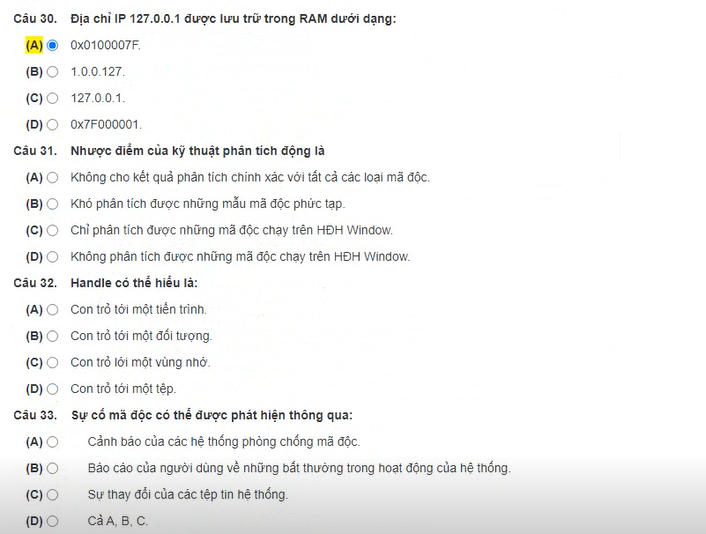 Câu 30. Địa chỉ IP 127.0.0.1 được lưu trữ trong RAM dưới dạng:
(A) 0x0100007F.
(B) 1.0.0.127.
(C) 127.0.0.1.
(D) 0x7F000001.
Câu 31. Nhược điểm của kỹ thuật phân tích động là
(A) Không cho kết quả phân tích chính xác với tất cả các loại mã độc.
(B) Khó phân tích được những mẫu mã độc phức tạp.
(C) Chỉ phân tích được những mã độc chạy trên HĐH Window.
(D) Không phân tích được những mã độc chạy trên HĐH Window.
Câu 32. Handle có thể hiểu là:
(A) Con trỏ tới một tiến trình.
(B) Con trỏ tới một đối tượng.
(C) Con trỏ lới một vùng nhớ.
(D) Con trỏ tới một tệp.
Câu 33. Sự cố mã độc có thể được phát hiện thông qua:
(A) Cảnh báo của các hệ thống phòng chống mã độc.
(B) Báo cáo của người dùng về những bất thường trong hoạt động của hệ thống.
(C) Sự thay đổi của các tệp tin hệ thống.
(D) Cả A, B, C.